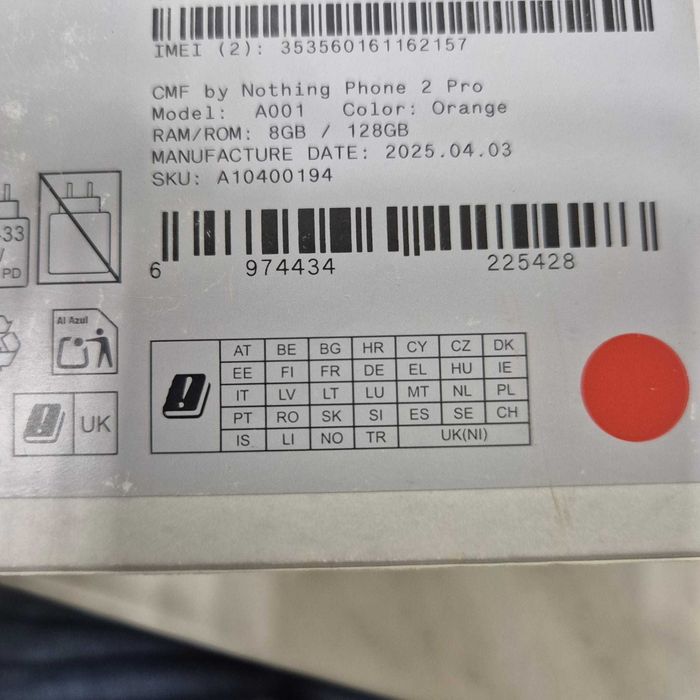 IMEI (2): 353560161162157
CMF by Nothing Phone 2 Pro
Model: A001 Color: Orange
RAM/ROM: 8GB / 128GB
MANUFACTURE DATE: 2025.04.03
SKU: A10400194
33
PD
6 974434 225428
Al Azul
UK
AT BE BG HR CY CZ DK
EE FI FR DE EL HU IE
IT LV LT LU MT NL PL
PT RO SK SI ES SE CH
IS LI NO TR UK(NI)